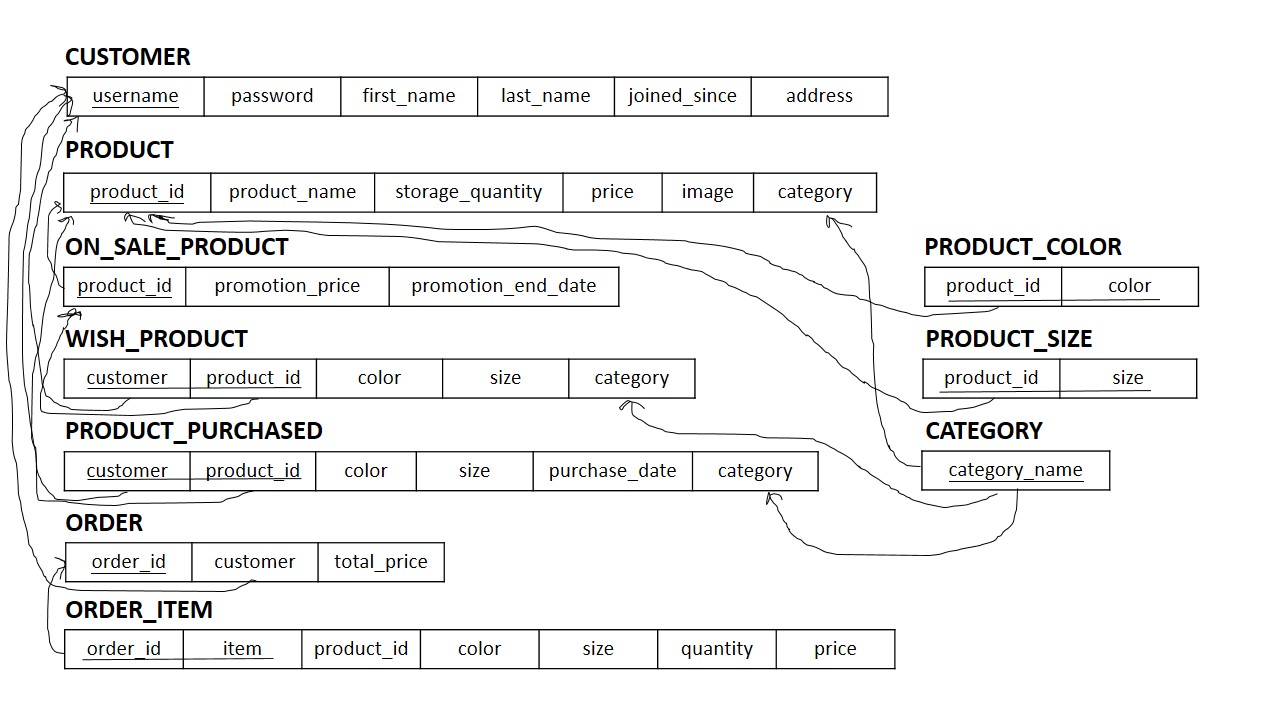 CUSTOMER
username password first_name last_name joined_since address
PRODUCT
product_id product_name storage_quantity price image category
ON_SALE_PRODUCT
product_id promotion_price promotion_end_date
WISH_PRODUCT
customer product_id color size category
PRODUCT_PURCHASED
customer product_id color size purchase_date category
ORDER
order_id customer total_price
ORDER_ITEM
order_id item product_id color size quantity price
PRODUCT_COLOR
product_id color
PRODUCT_SIZE
product_id size
CATEGORY
category_name